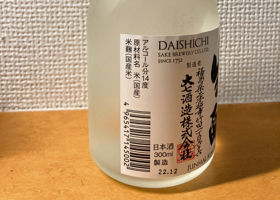 DAISHICHI
SAKE BREWERY CO.,LTD.
SINCE 1752
製造者
大七酒造株式会社
アルコール分14度
原材料名 米(国産)
米麹(国産米)
4965417140002
日本酒
300ml
製造
22.12